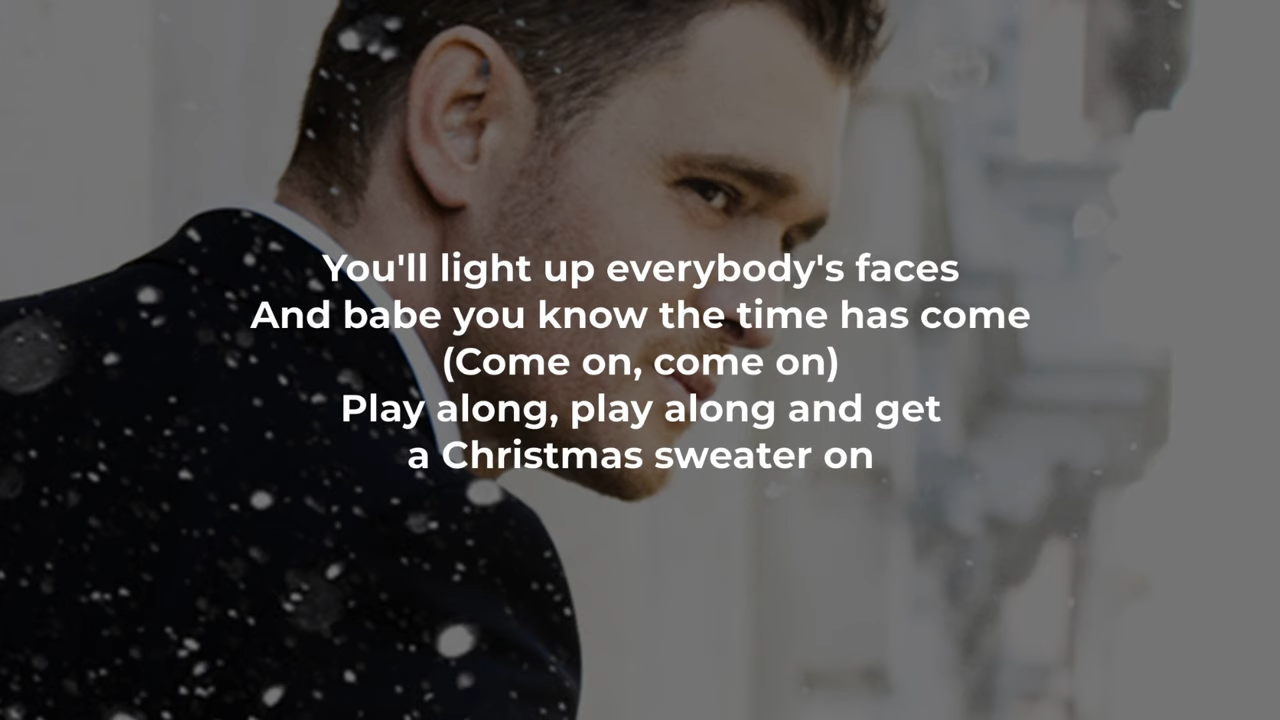 You'll light up everybody's faces
And babe you know the time has come
(Come on, come on)
Play along, play along and get
a Christmas sweater on